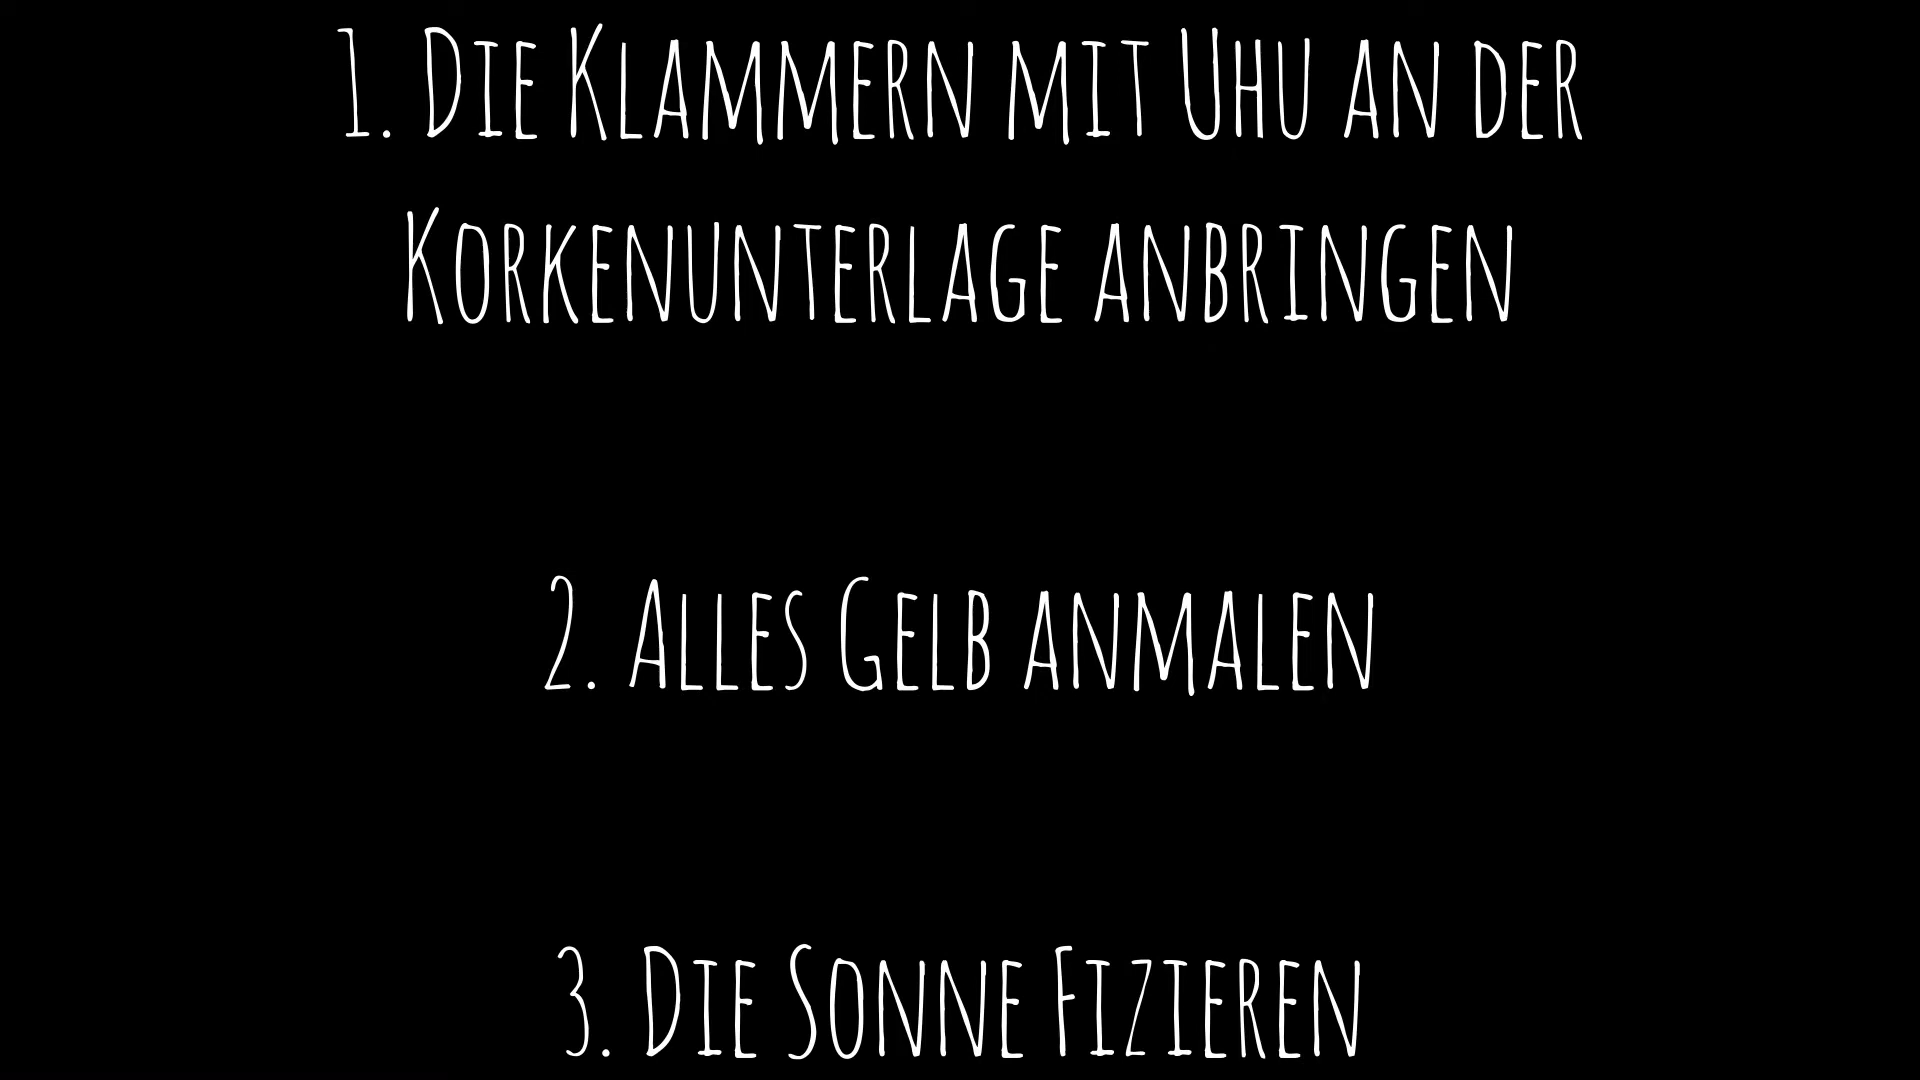 1. Die Klammern mit Uhu an der
Korkenunterlage anbringen
2. Alles Gelb anmalen
3. Die Sonne Fizieren